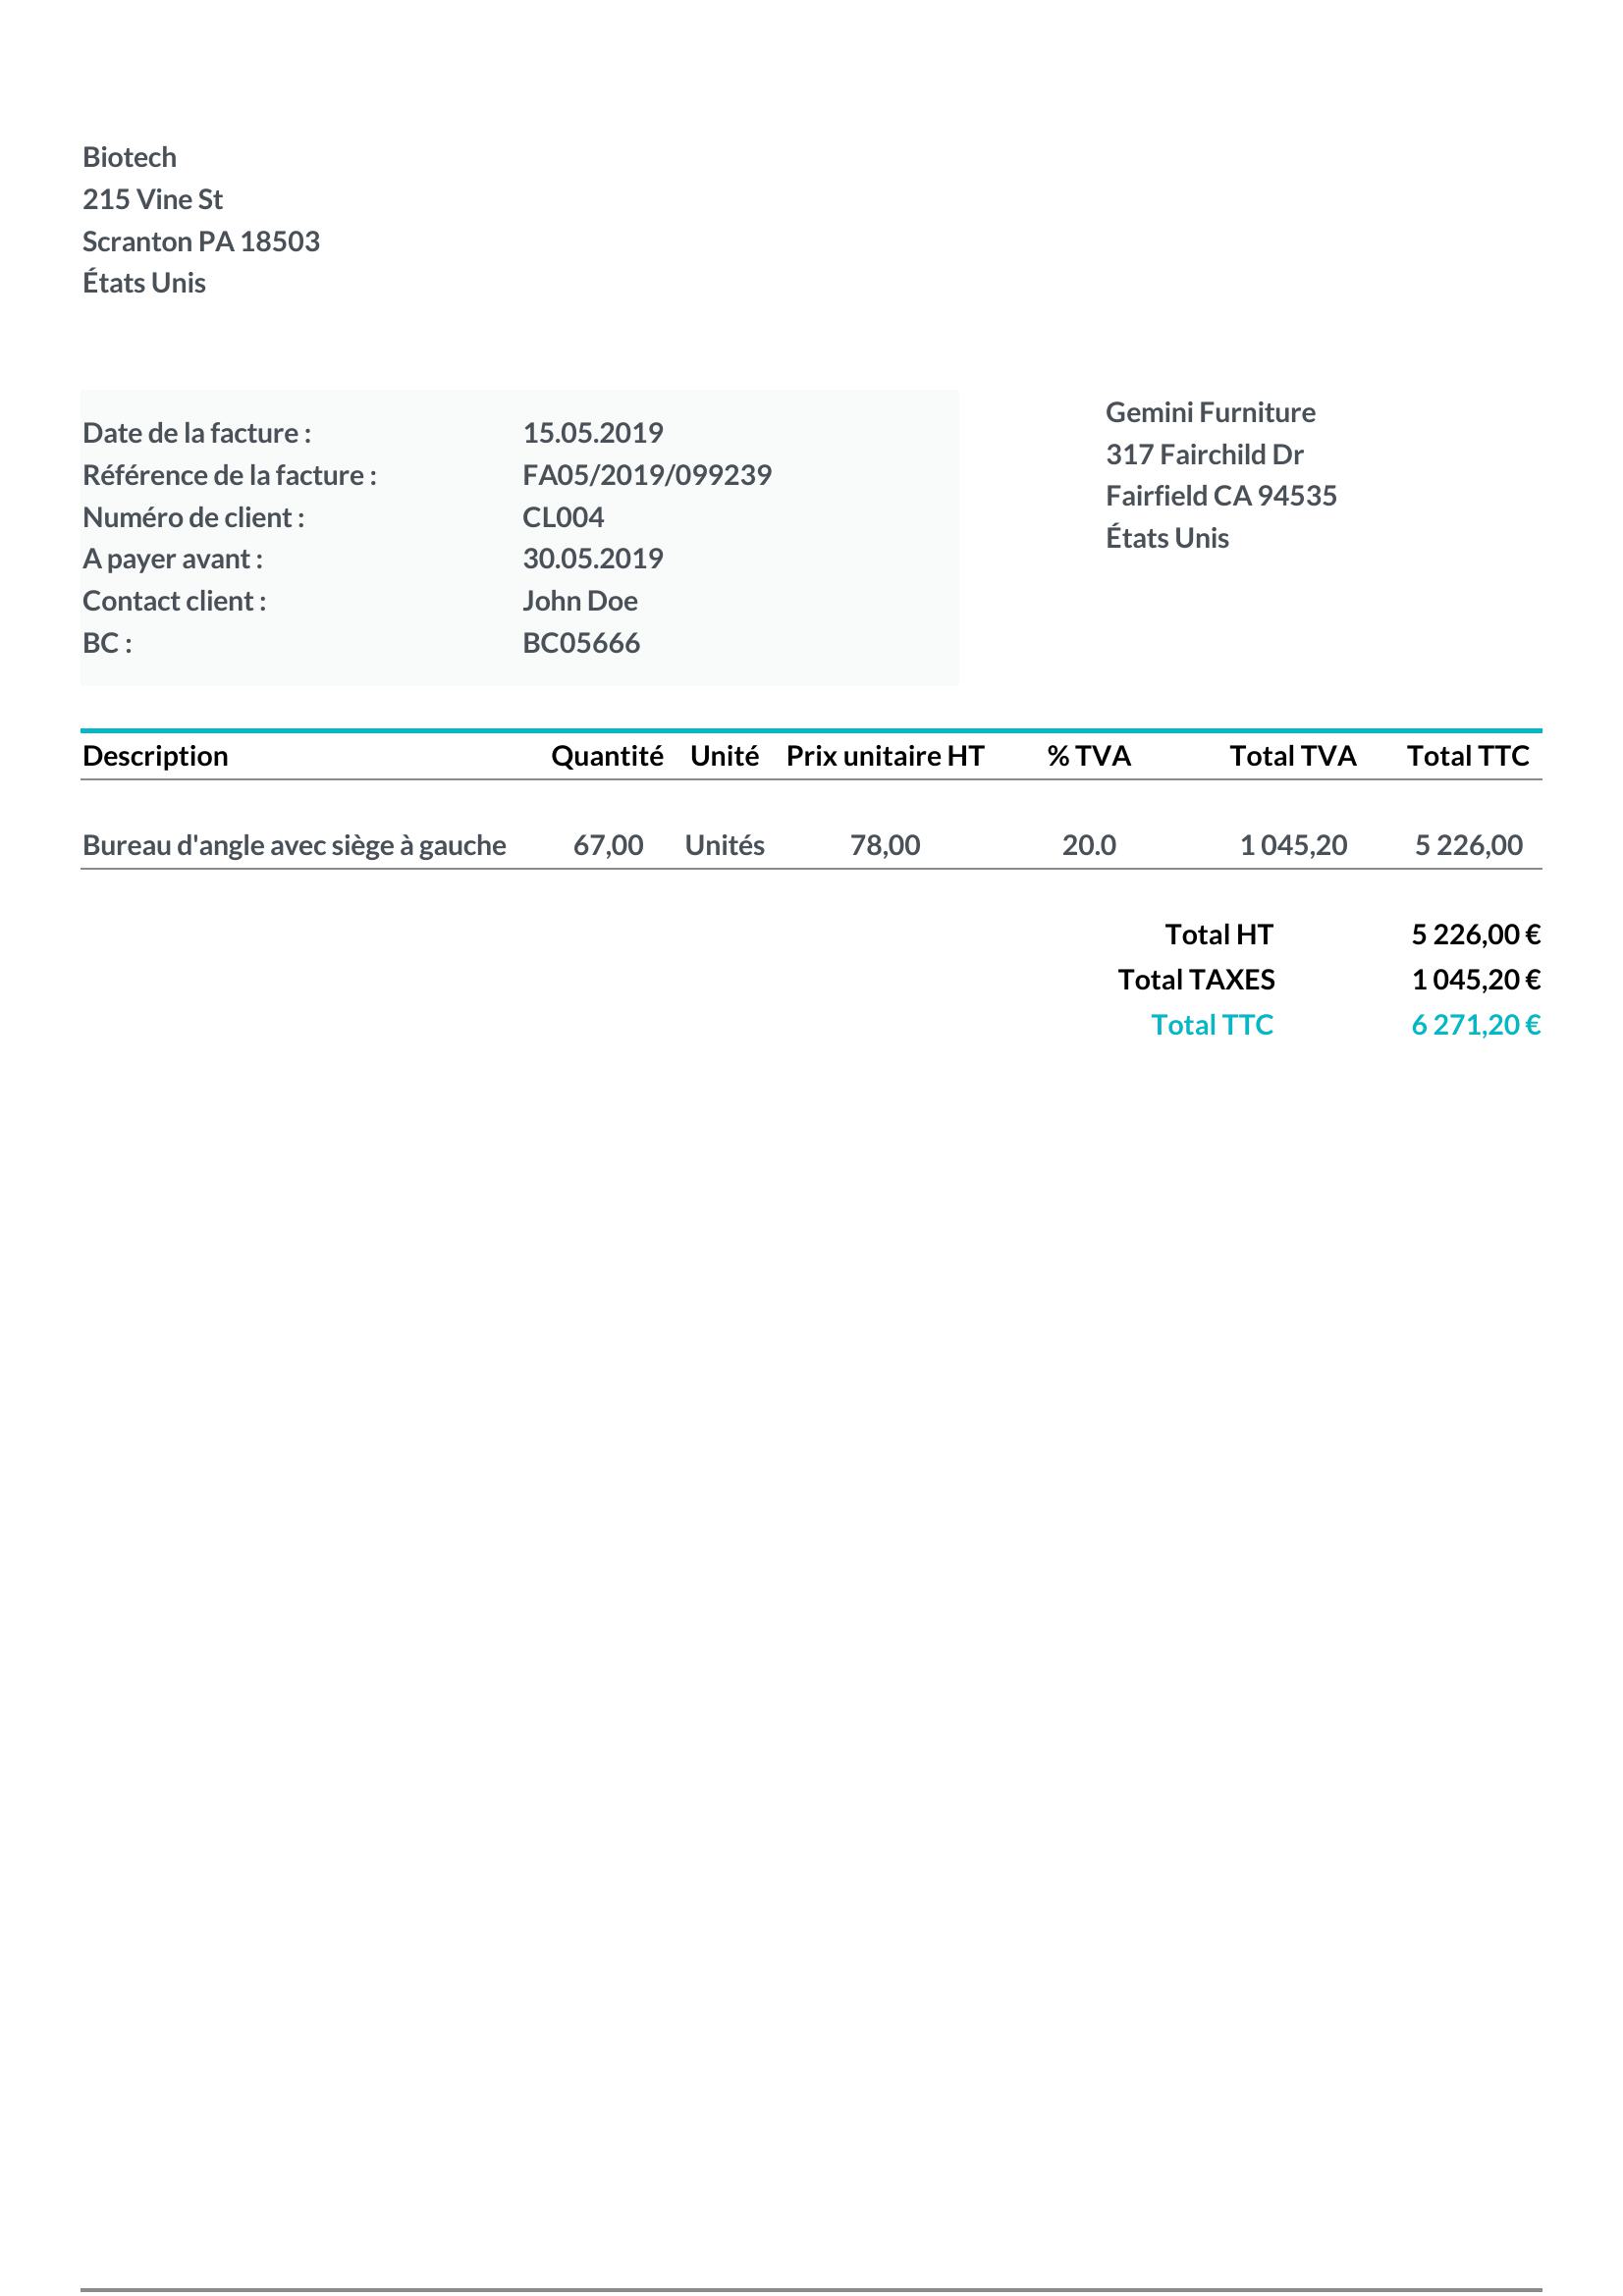 Biotech
215 Vine St
Scranton PA 18503
États Unis
Date de la facture : 15.05.2019
Référence de la facture : FA05/2019/099239
Numéro de client : CL004
A payer avant : 30.05.2019
Contact client : John Doe
BC : BC05666
Gemini Furniture
317 Fairchild Dr
Fairfield CA 94535
États Unis
Description Quantité Unité Prix unitaire HT % TVA Total TVA Total TTC
Bureau d'angle avec siège à gauche 67,00 Unités 78,00 20.0 1 045,20 5 226,00
Total HT 5 226,00 €
Total TAXES 1 045,20 €
Total TTC 6 271,20 €